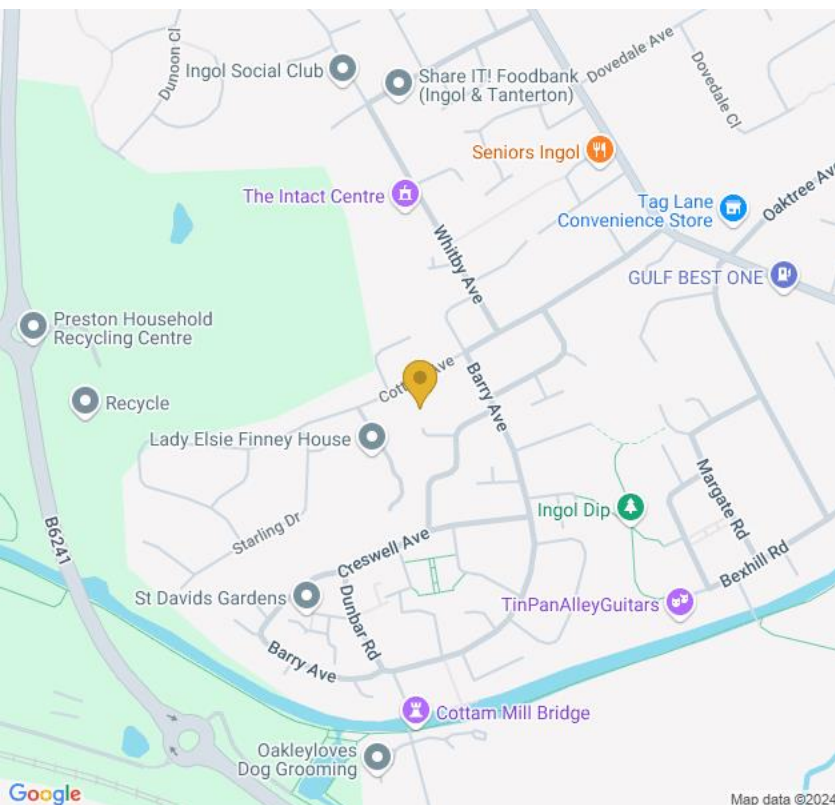 Dunoon Cl
Ingol Social Club
Share IT! Foodbank
(Ingol & Tanterton)
Dovedale Ave
Dovedale Cl
Seniors Ingol
The Intact Centre
Tag Lane
Convenience Store
Oaktree Ave
Whitby Ave
GULF BEST ONE
Preston Household
Recycling Centre
Cottam Ave
Barry Ave
Recycle
Lady Elsie Finney House
Margate Rd
Ingol Dip
Starling Dr
B6241
Creswell Ave
Bexhill Rd
St Davids Gardens
Dunbar Rd
TinPanAlleyGuitars
Barry Ave
Cottam Mill Bridge
Oakleyloves
Dog Grooming
Google
Map data ©2024